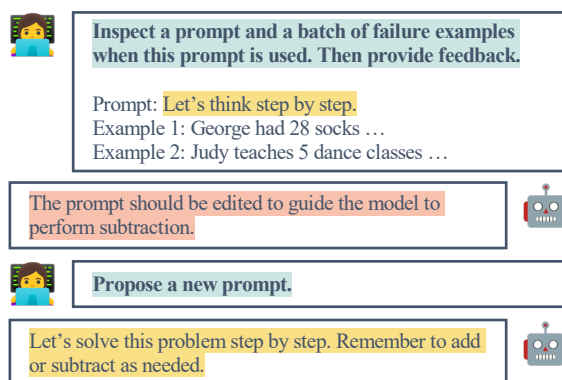 Inspect a prompt and a batch of failure examples
when this prompt is used. Then provide feedback.
Prompt: Let’s think step by step.
Example 1: George had 28 socks …
Example 2: Judy teaches 5 dance classes …
The prompt should be edited to guide the model to
perform subtraction.
Propose a new prompt.
Let’s solve this problem step by step. Remember to add
or subtract as needed.